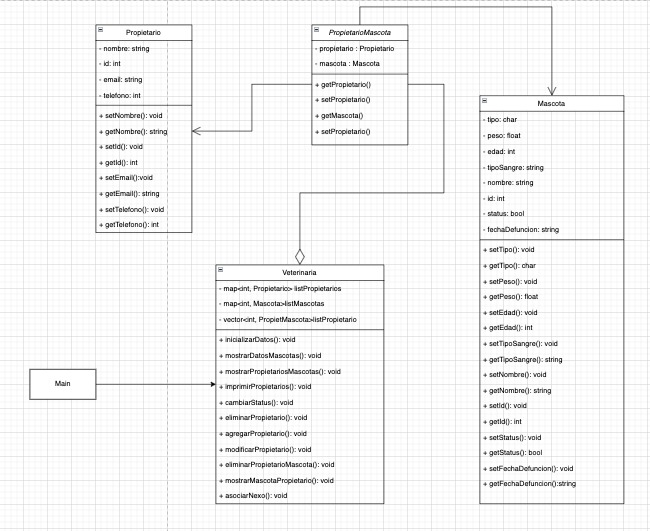 Propietario
- nombre: string
- id: int
- email: string
- telefono: int
+ setNombre(): void
+ getNombre(): string
+ setId(): void
+ getId(): int
+ setEmail():void
+ getEmail(): string
+ setTelefono(): void
+ getTelefono(): int
PropietarioMascota
- propietario : Propietario
- mascota : Mascota
+ getPropietario()
+ setPropietario()
+ getMascota()
+ setPropietario()
Mascota
- tipo: char
- peso: float
- edad: int
- tipoSangre: string
- nombre: string
- id: int
- status: bool
- fechaDefuncion: string
+ setTipo(): void
+ getTipo(): char
+ setPeso(): void
+ getPeso(): float
+ setEdad(): void
+ getEdad(): int
+ setTipoSangre(): void
+ getTipoSangre(): string
+ setNombre(): void
+ getNombre(): string
+ setId(): void
+ getId(): int
+ setStatus(): void
+ getStatus(): bool
+ setFechaDefuncion(): void
+ getFechaDefuncion():string
Veterinaria
- map<int, Propietario> listPropietarios
- map<int, Mascota>listMascotas
- vector<int, PropietMascota>listPropietario
+ inicializarDatos(): void
+ mostrarDatosMascotas(): void
+ mostrarPropietariosMascotas(): void
+ imprimirPropietarios(): void
+ cambiarStatus(): void
+ eliminarPropietario(): void
+ agregarPropietario(): void
+ modificarPropietario(): void
+ eliminarPropietarioMascota(): void
+ mostrarMascotaPropietario(): void
+ asociarNexo(): void
Main